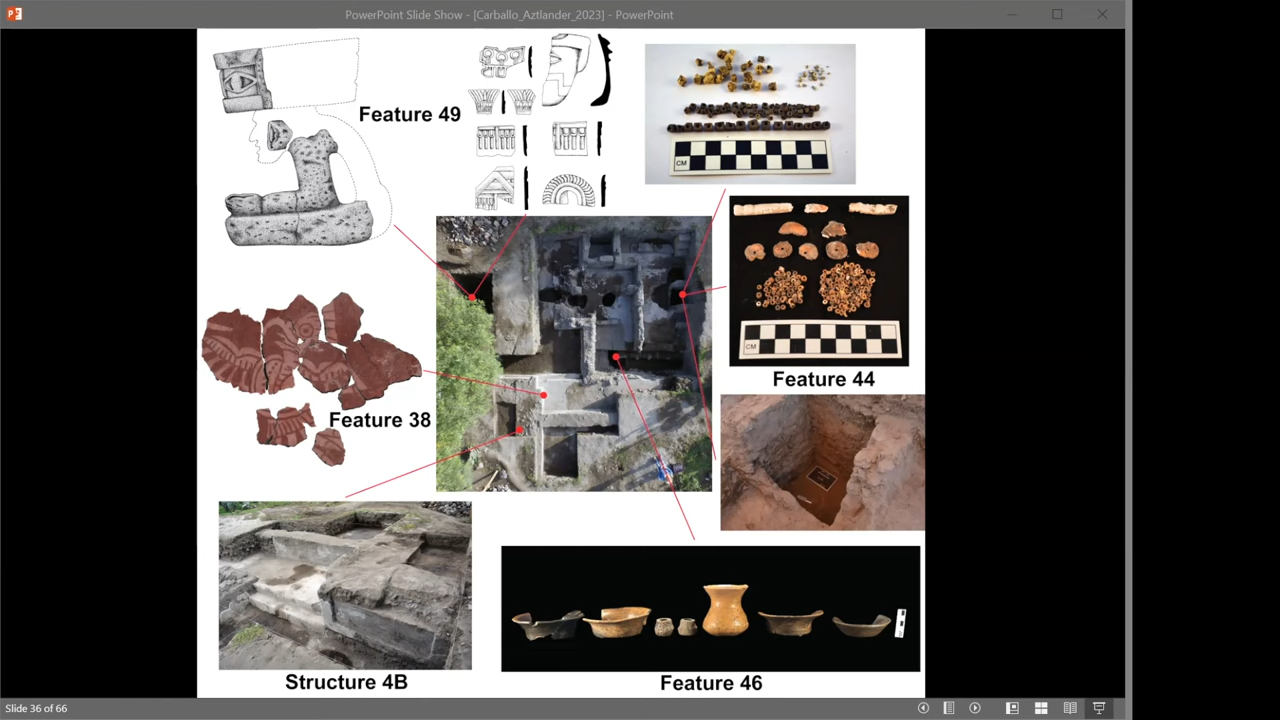 PowerPoint Slide Show - [Carballo_Aztlander_2023] - PowerPoint
Feature 49
CM
Feature 44
CM
Feature 38
Structure 4B
Feature 46
Slide 36 of 66